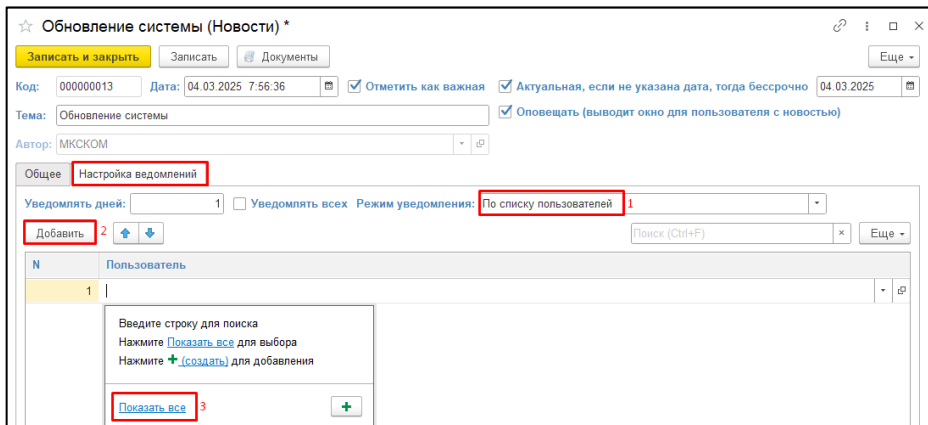 Обновление системы (Новости) *
Записать и закрыть Записать Документы Еще
Код: 000000013 Дата: 04.03.2025 7:56:36 Отметить как важная Актуальная, если не указана дата, тогда бессрочно 04.03.2025
Тема: Обновление системы Оповещать (выводит окно для пользователя с новостью)
Автор: МКСКОМ
Общее Настройка ведомлений
Уведомлять дней: 1 Уведомлять всех Режим уведомления: По списку пользователей 1
Добавить 2 Поиск (Ctrl+F) × Еще
N Пользователь
1
Введите строку для поиска
Нажмите Показать все для выбора
Нажмите + (создать) для добавления
Показать все 3 +